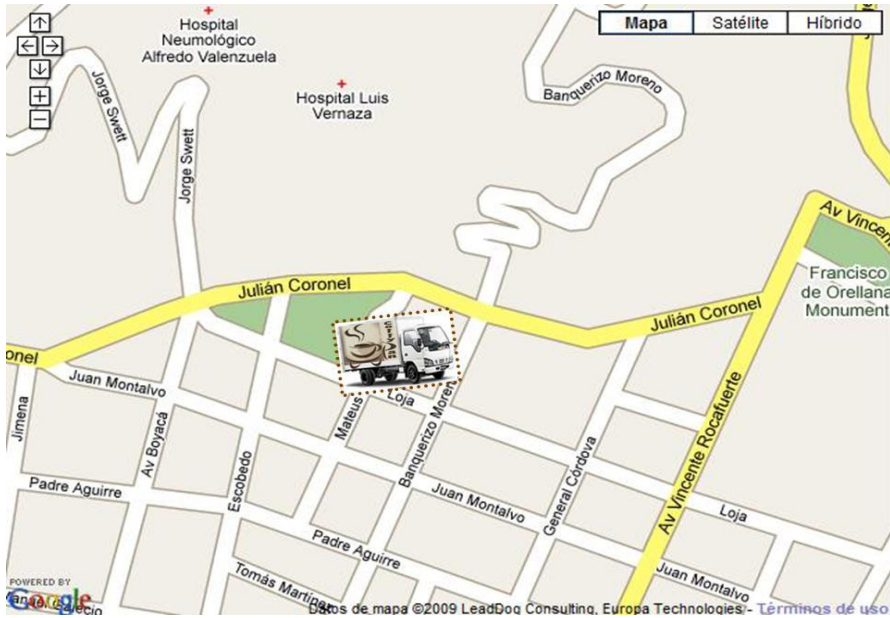 Hospital
Neumológico
Alfredo Valenzuela
Mapa
Satélite
Híbrido
Hospital Luis
Vernaza
Banquerizo Moreno
Jorge Swett
Jorge Swett
Av Vincent
Francisco
de Orellana
Monument
Julián Coronel
Julián Coronel
onel
Juan Montalvo
Jimena
Av Boyacá
Escobedo
Mateus
Loja
Banquerizo Moreno
General Córdova
Av Vincente Rocafuerte
Padre Aguirre
Juan Montalvo
Loja
Padre Aguirre
Tomás Martinez
Juan Montalvo
POWERED BY
Google
Datos de mapa ©2009 LeadDog Consulting, Europa Technologies - Términos de uso